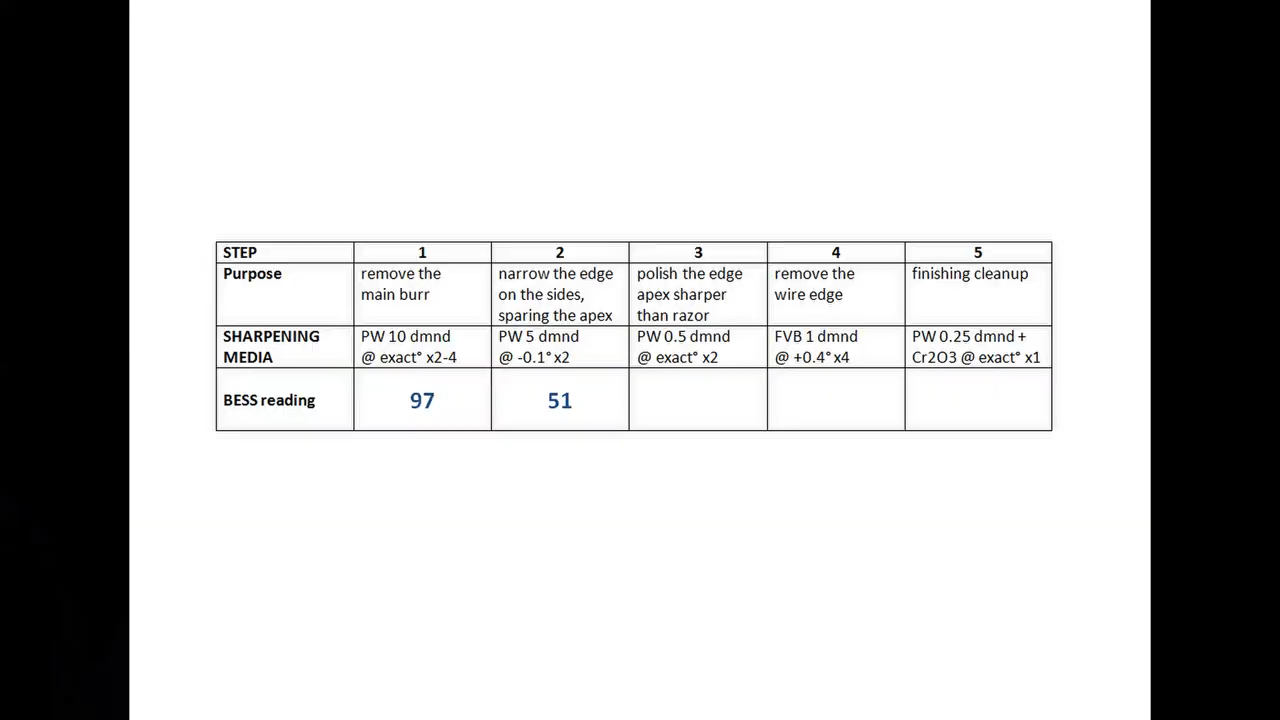 STEP 1 2 3 4 5
Purpose remove the narrow the edge polish the edge remove the finishing cleanup
main burr on the sides, apex sharper wire edge
sparing the apex than razor
SHARPENING PW 10 dmnd PW 5 dmnd PW 0.5 dmnd FVB 1 dmnd PW 0.25 dmnd +
MEDIA @ exact° x2-4 @ -0.1° x2 @ exact° x2 @ +0.4° x4 Cr2O3 @ exact° x1
BESS reading 97 51